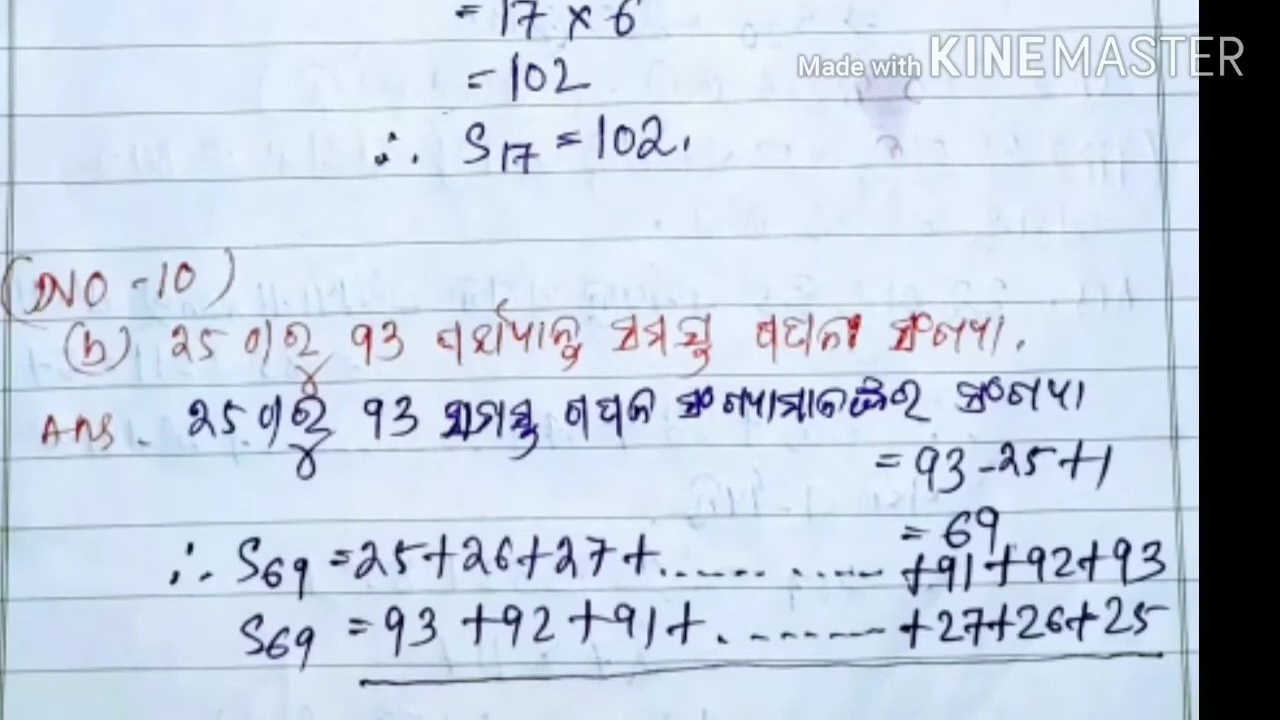 = 17 × 6
Made with KINEMASTER
= 102
∴ S17 = 102.
(NO - 10)
(b) 25 ଠାରୁ 93 ପର୍ଯ୍ୟନ୍ତ ସମସ୍ତ ଗଣନ ସଂଖ୍ୟା.
Ans. 25 ଠାରୁ 93 ସମସ୍ତ ଗଣନ ସଂଖ୍ୟାମାନଙ୍କର ସଂଖ୍ୟା
= 93 - 25 + 1
= 69
∴ S69 = 25 + 26 + 27 + ............ + 91 + 92 + 93
S69 = 93 + 92 + 91 + .......... + 27 + 26 + 25